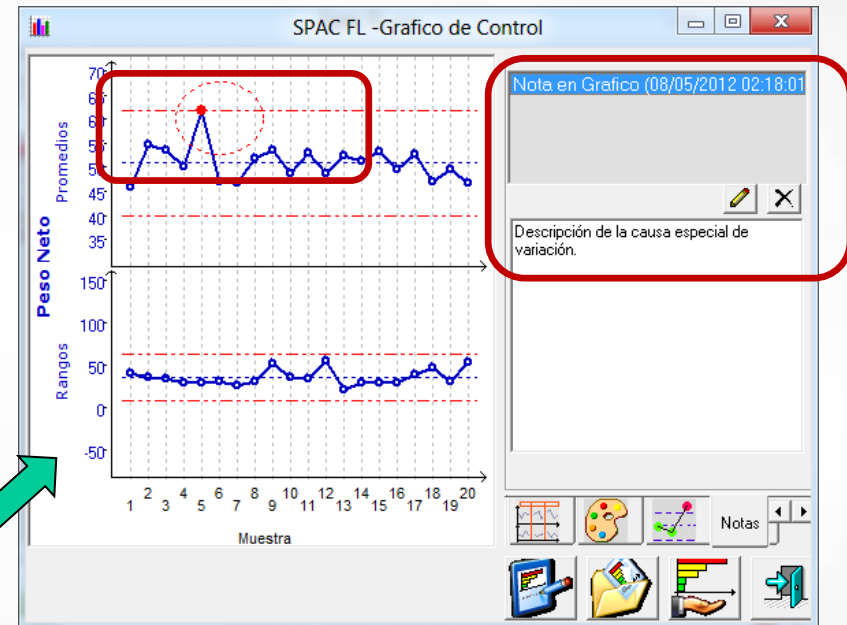 SPAC FL -Grafico de Control
Nota en Grafico (08/05/2012 02:18:01
Descripción de la causa especial de
variación.
Peso Neto
Promedios
70
65
60
55
50
45
40
35
Rangos
150
100
50
0
-50
1 2 3 4 5 6 7 8 9 10 11 12 13 14 15 16 17 18 19 20
Muestra
Notas